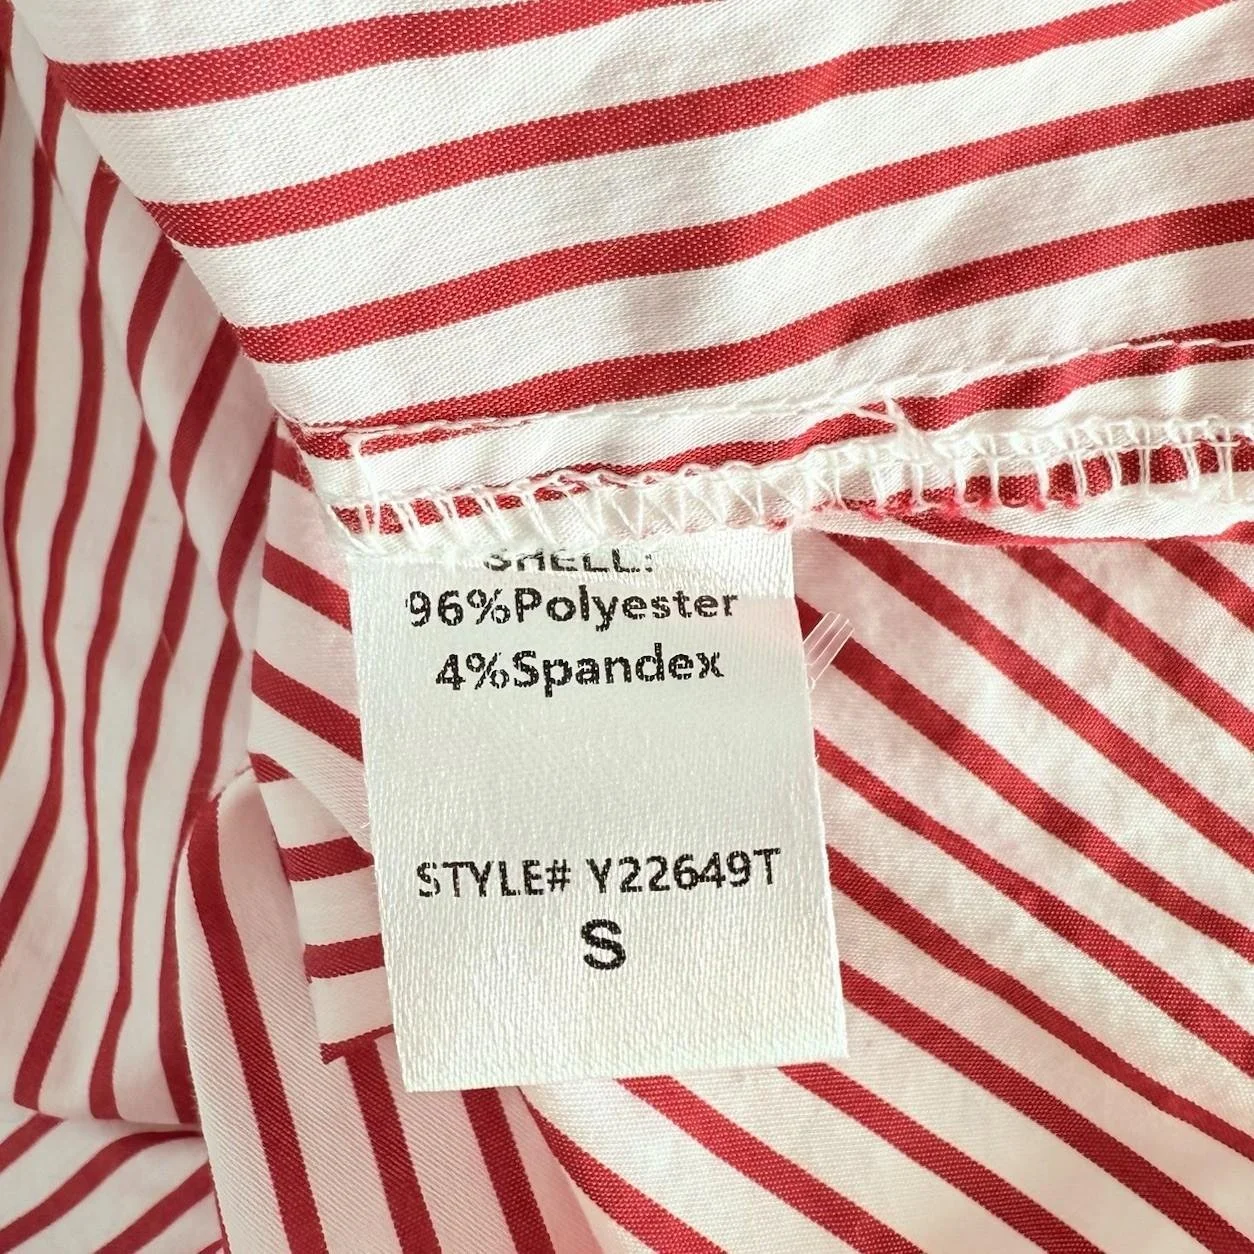 SHELL:
96%Polyester
4%Spandex
STYLE# Y22649T
S